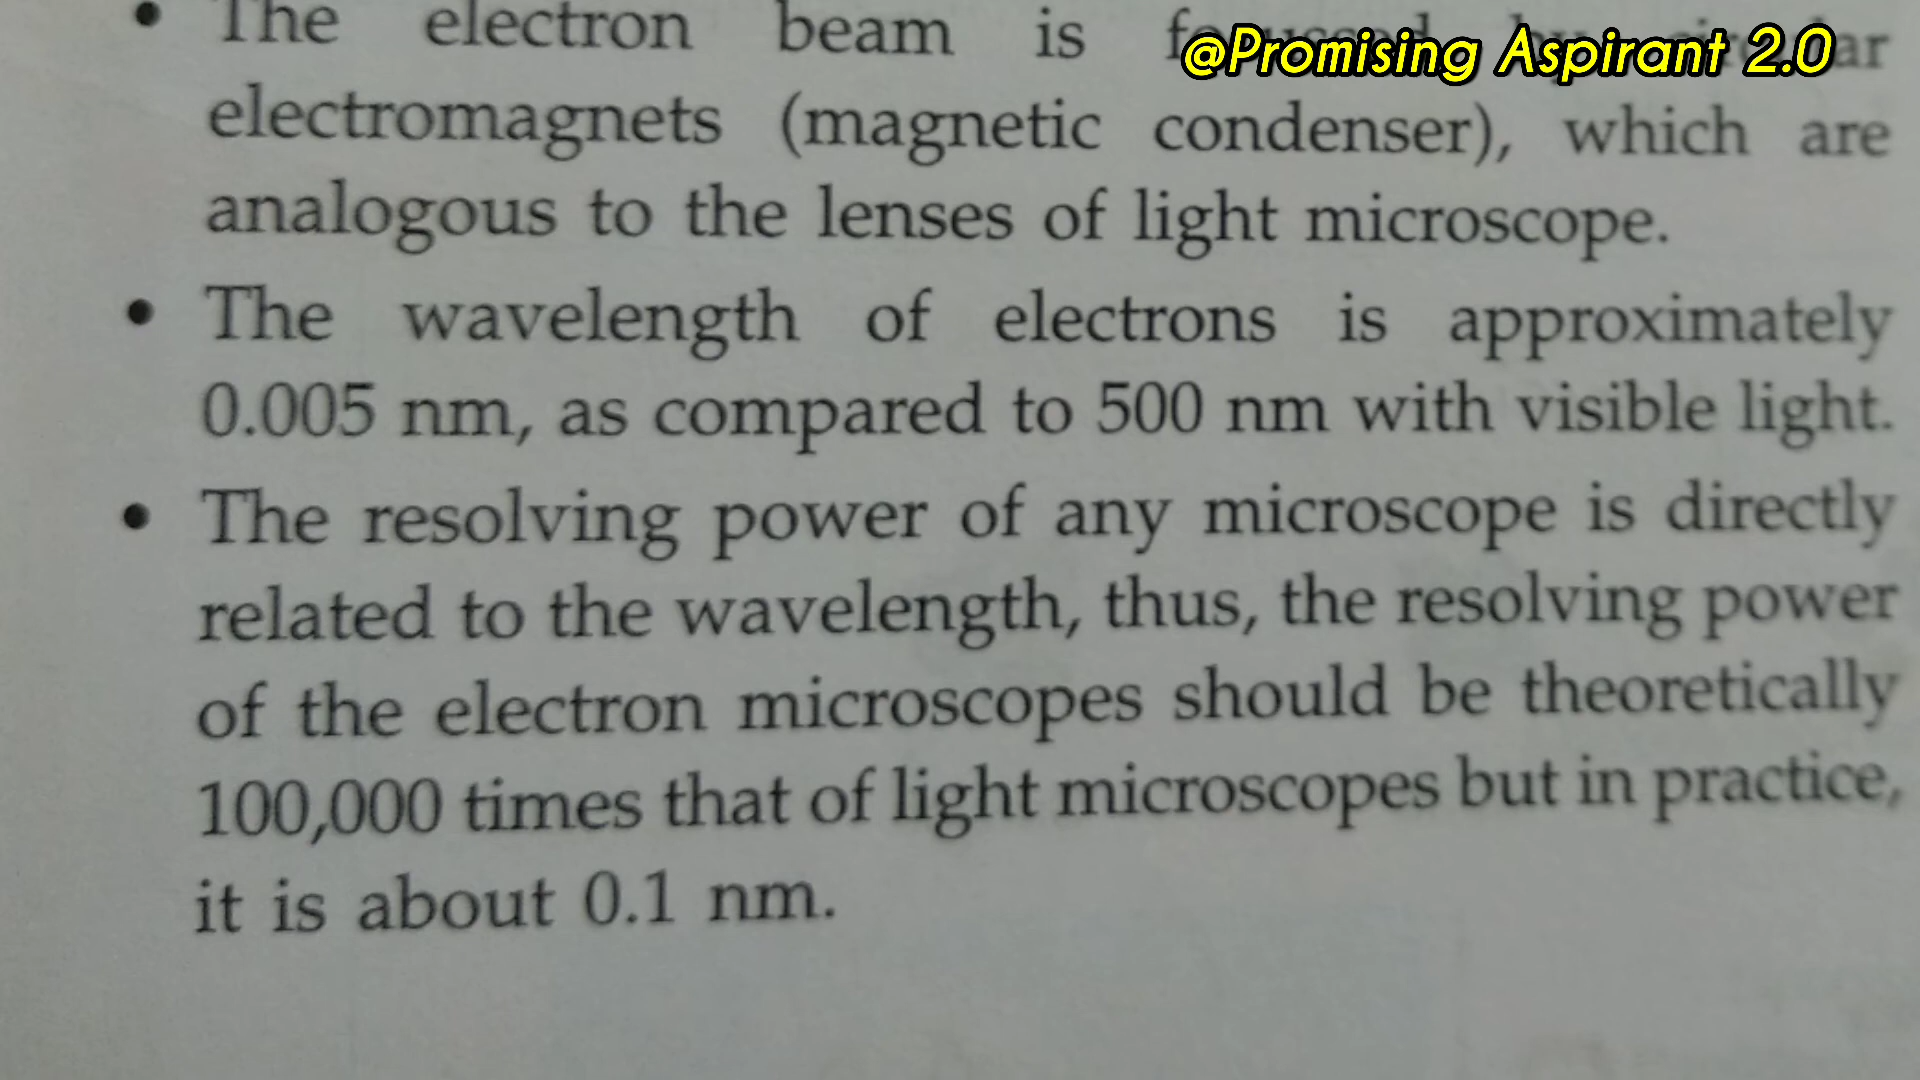 • The electron beam is
@Promising Aspirant 2.0
electromagnets (magnetic condenser), which are
analogous to the lenses of light microscope.
• The wavelength of electrons is approximately
0.005 nm, as compared to 500 nm with visible light.
• The resolving power of any microscope is directly
related to the wavelength, thus, the resolving power
of the electron microscopes should be theoretically
100,000 times that of light microscopes but in practice,
it is about 0.1 nm.